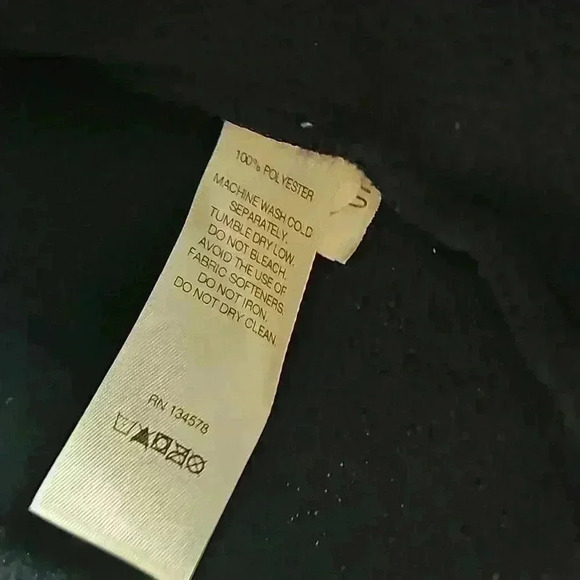 100% POLYESTER
MACHINE WASH COLD
SEPARATELY.
TUMBLE DRY LOW.
DO NOT BLEACH.
AVOID THE USE OF
FABRIC SOFTENERS.
DO NOT IRON.
DO NOT DRY CLEAN.
RN 134578